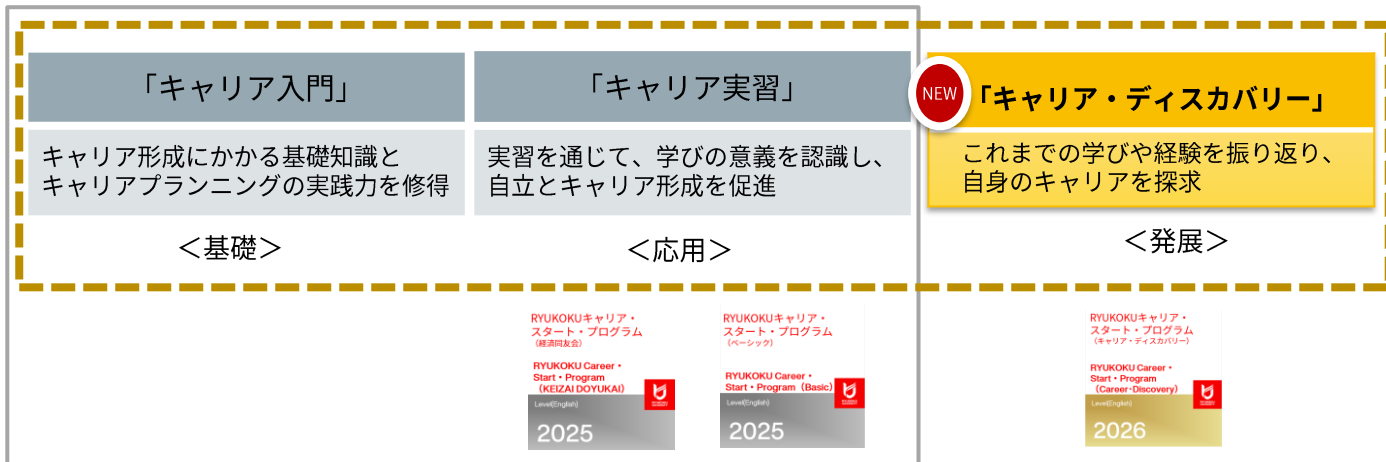 「キャリア入門」
キャリア形成にかかる基礎知識と
キャリアプランニングの実践力を修得
＜基礎＞
「キャリア実習」
実習を通じて、学びの意義を認識し、
自立とキャリア形成を促進
＜応用＞
NEW
「キャリア・ディスカバリー」
これまでの学びや経験を振り返り、
自身のキャリアを探求
＜発展＞
RYUKOKUキャリア・
スタート・プログラム
（経済同友会）
RYUKOKU Career・
Start・Program
（KEIZAI DOYUKAI）
Level(English)
2025
RYUKOKUキャリア・
スタート・プログラム
（ベーシック）
RYUKOKU Career・
Start・Program（Basic）
Level(English)
2025
RYUKOKUキャリア・
スタート・プログラム
（キャリア・ディスカバリー）
RYUKOKU Career・
Start・Program
（Career・Discovery）
Level(English)
2026